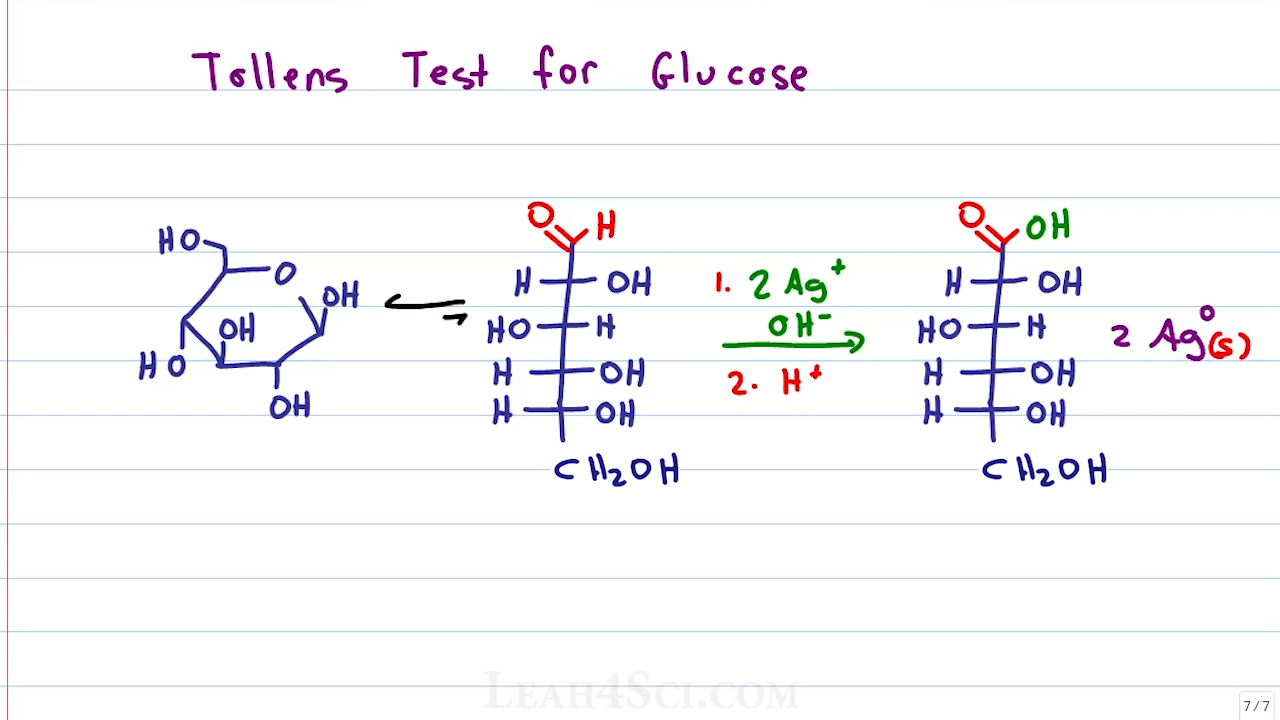 Tollens Test for Glucose
HO
O
OH
OH
HO
OH
O H
H OH
HO H
H OH
H OH
CH2OH
1. 2 Ag+
OH-
2. H+
O OH
H OH
HO H
H OH
H OH
CH2OH
2 Ag0(s)
Leah4Sci.com
7/7